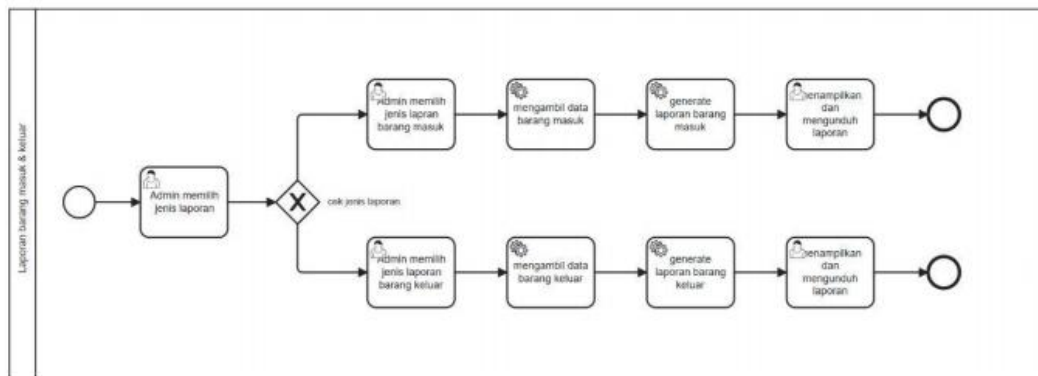 Laporan barang masuk & keluar
Admin memilih
jenis laporan
cek jenis laporan
Admin memilih
jenis lapran
barang masuk
mengambil data
barang masuk
generate
laporan barang
masuk
menampilkan
dan
mengunduh
laporan
Admin memilih
jenis laporan
barang keluar
mengambil data
barang keluar
generate
laporan barang
keluar
menampilkan
dan
mengunduh
laporan